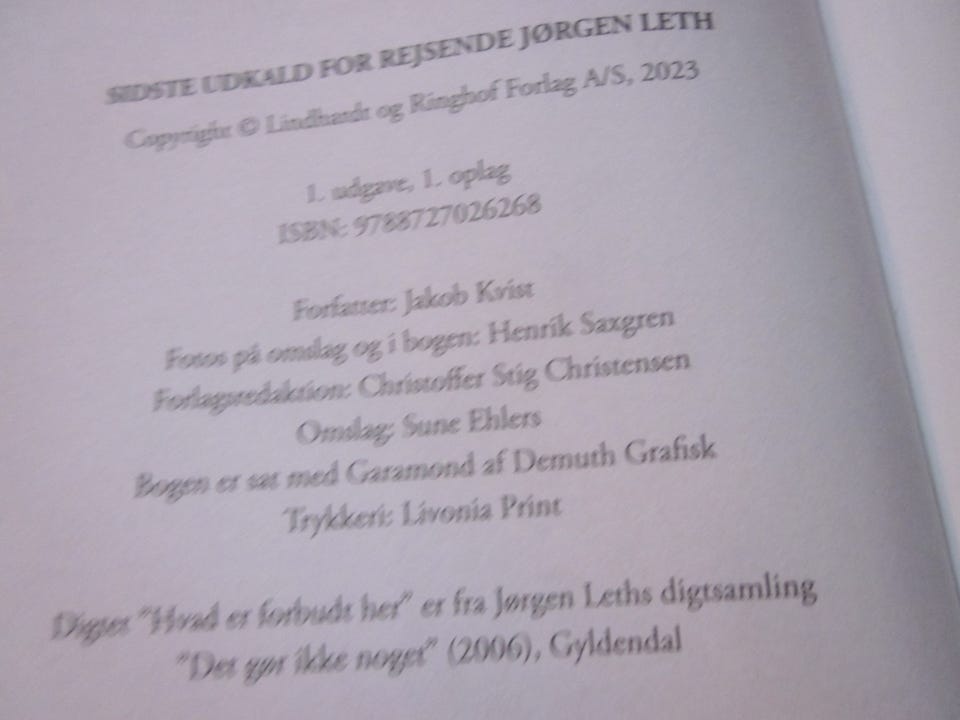 SIDSTE UDKALD FOR REJSENDE JØRGEN LETH
Copyright © Lindhardt og Ringhof Forlag A/S, 2023
1. udgave, 1. oplag
ISBN: 9788727026268
Forfatter: Jakob Kvist
Fotos på omslag og i bogen: Henrik Saxgren
Forlagsredaktion: Christoffer Stig Christensen
Omslag: Sune Ehlers
Bogen er sat med Garamond af Demuth Grafisk
Trykkeri: Livonia Print
Digtet "Hvad er forbudt her" er fra Jørgen Leths digtsamling
"Det gør ikke noget" (2006), Gyldendal